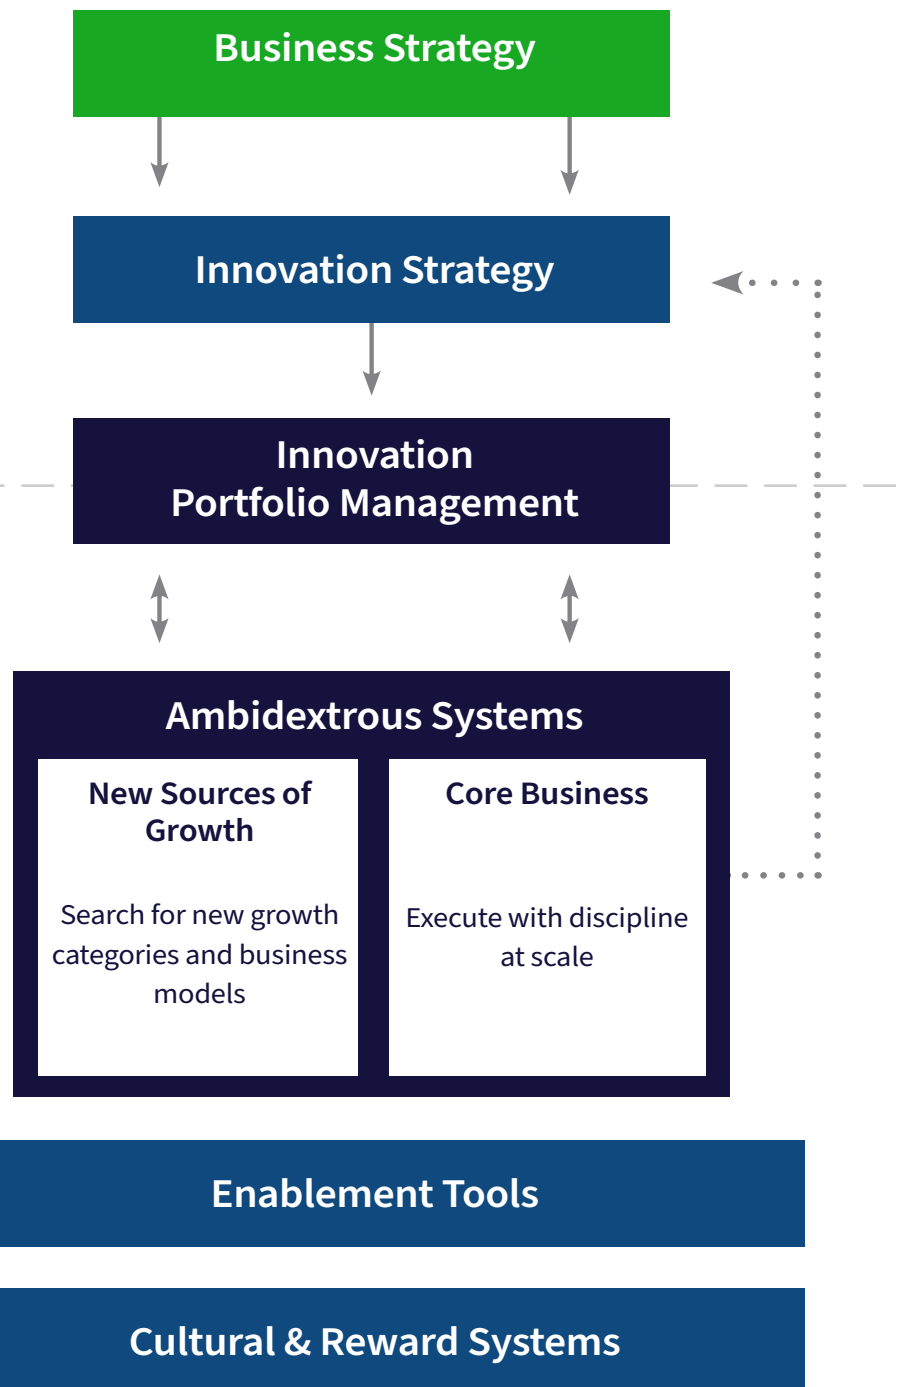 Business Strategy
Innovation Strategy
Innovation
Portfolio Management
Ambidextrous Systems
New Sources of
Growth
Search for new growth
categories and business
models
Core Business
Execute with discipline
at scale
Enablement Tools
Cultural & Reward Systems